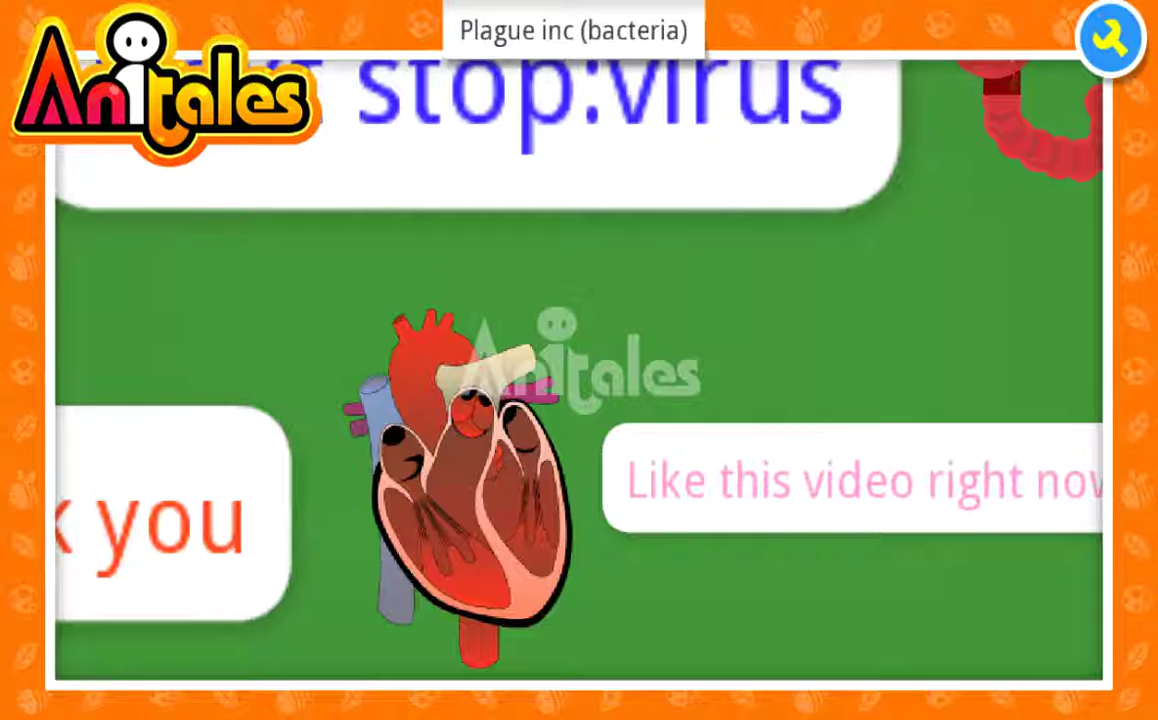 Plague inc (bacteria)
Anitales
stop:virus
Anitales
Like this video right now
you